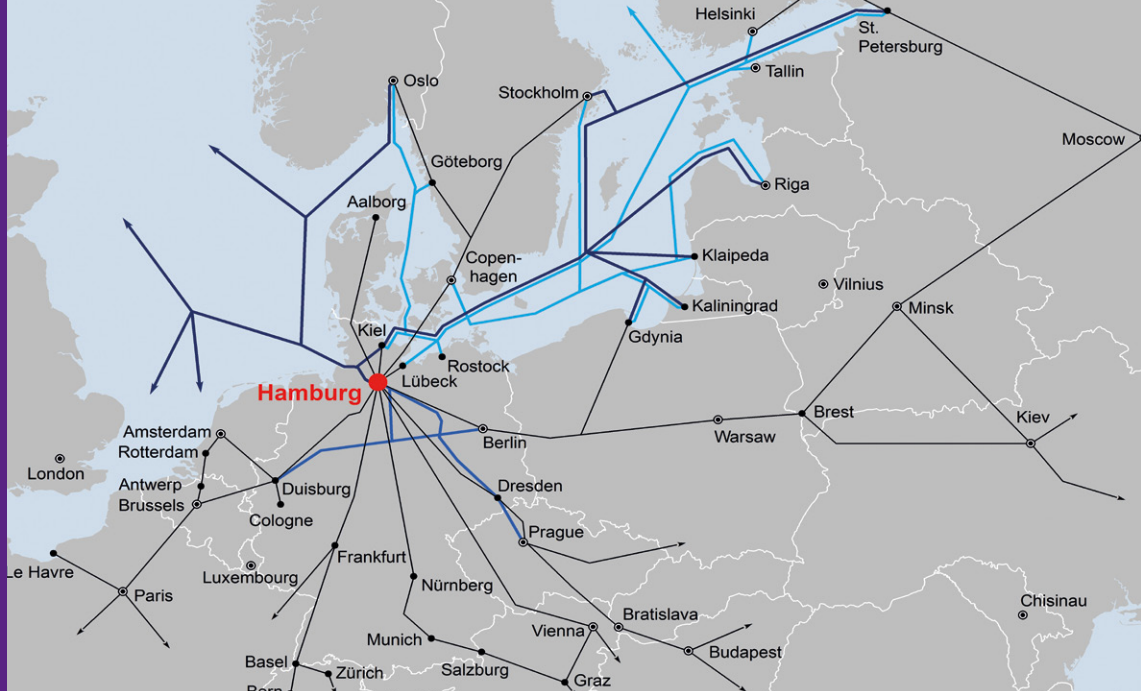 Helsinki
St.
Petersburg
Tallin
Oslo
Stockholm
Moscow
Göteborg
Riga
Aalborg
Copen-
hagen
Klaipeda
Vilnius
Kaliningrad
Minsk
Kiel
Gdynia
Rostock
Lübeck
Hamburg
Brest
Kiev
Amsterdam
Berlin
Warsaw
Rotterdam
London
Antwerp
Duisburg
Dresden
Brussels
Cologne
Prague
Frankfurt
Le Havre
Luxembourg
Nürnberg
Paris
Chisinau
Bratislava
Vienna
Munich
Budapest
Salzburg
Basel
Zürich
Graz
Bern